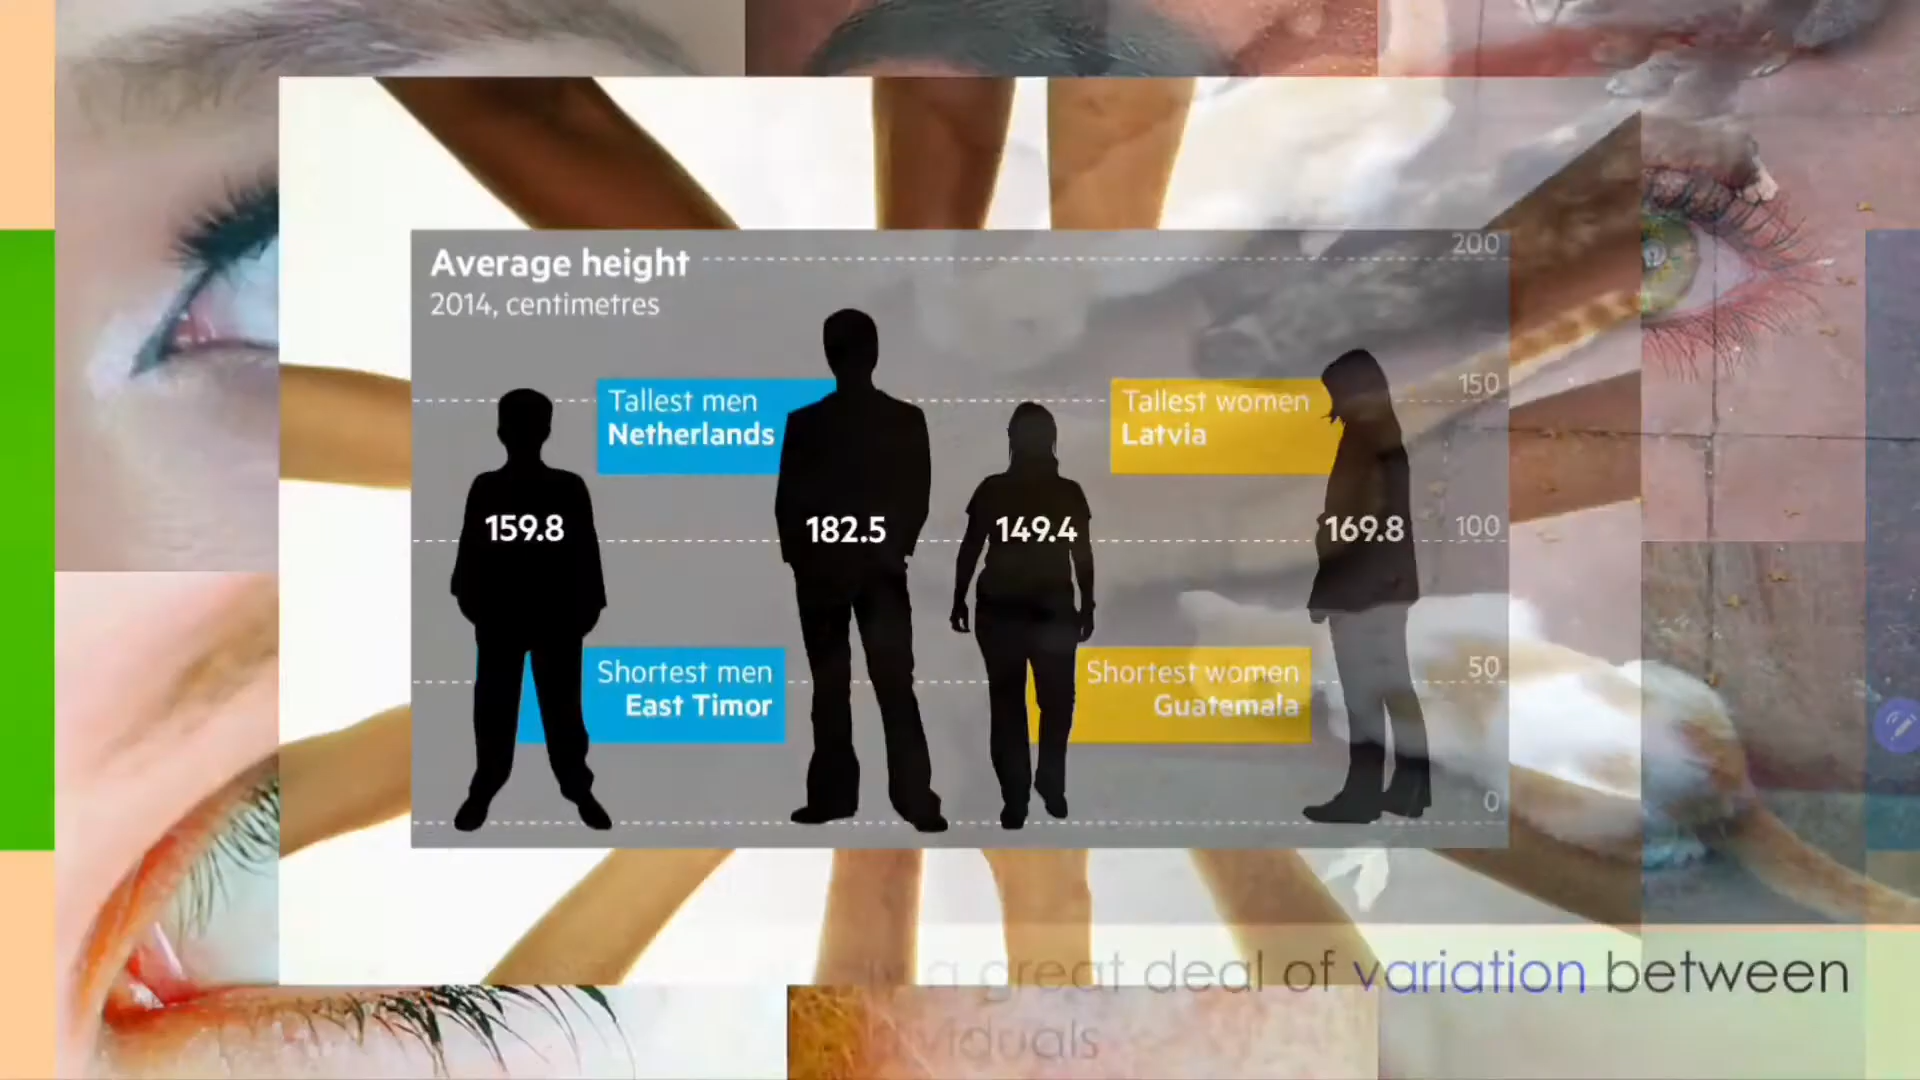 Average height
2014, centimetres
200
Tallest men
Netherlands
Tallest women
Latvia
150
159.8
182.5
149.4
169.8
100
Shortest men
East Timor
Shortest women
Guatemala
50
0
a great deal of variation between